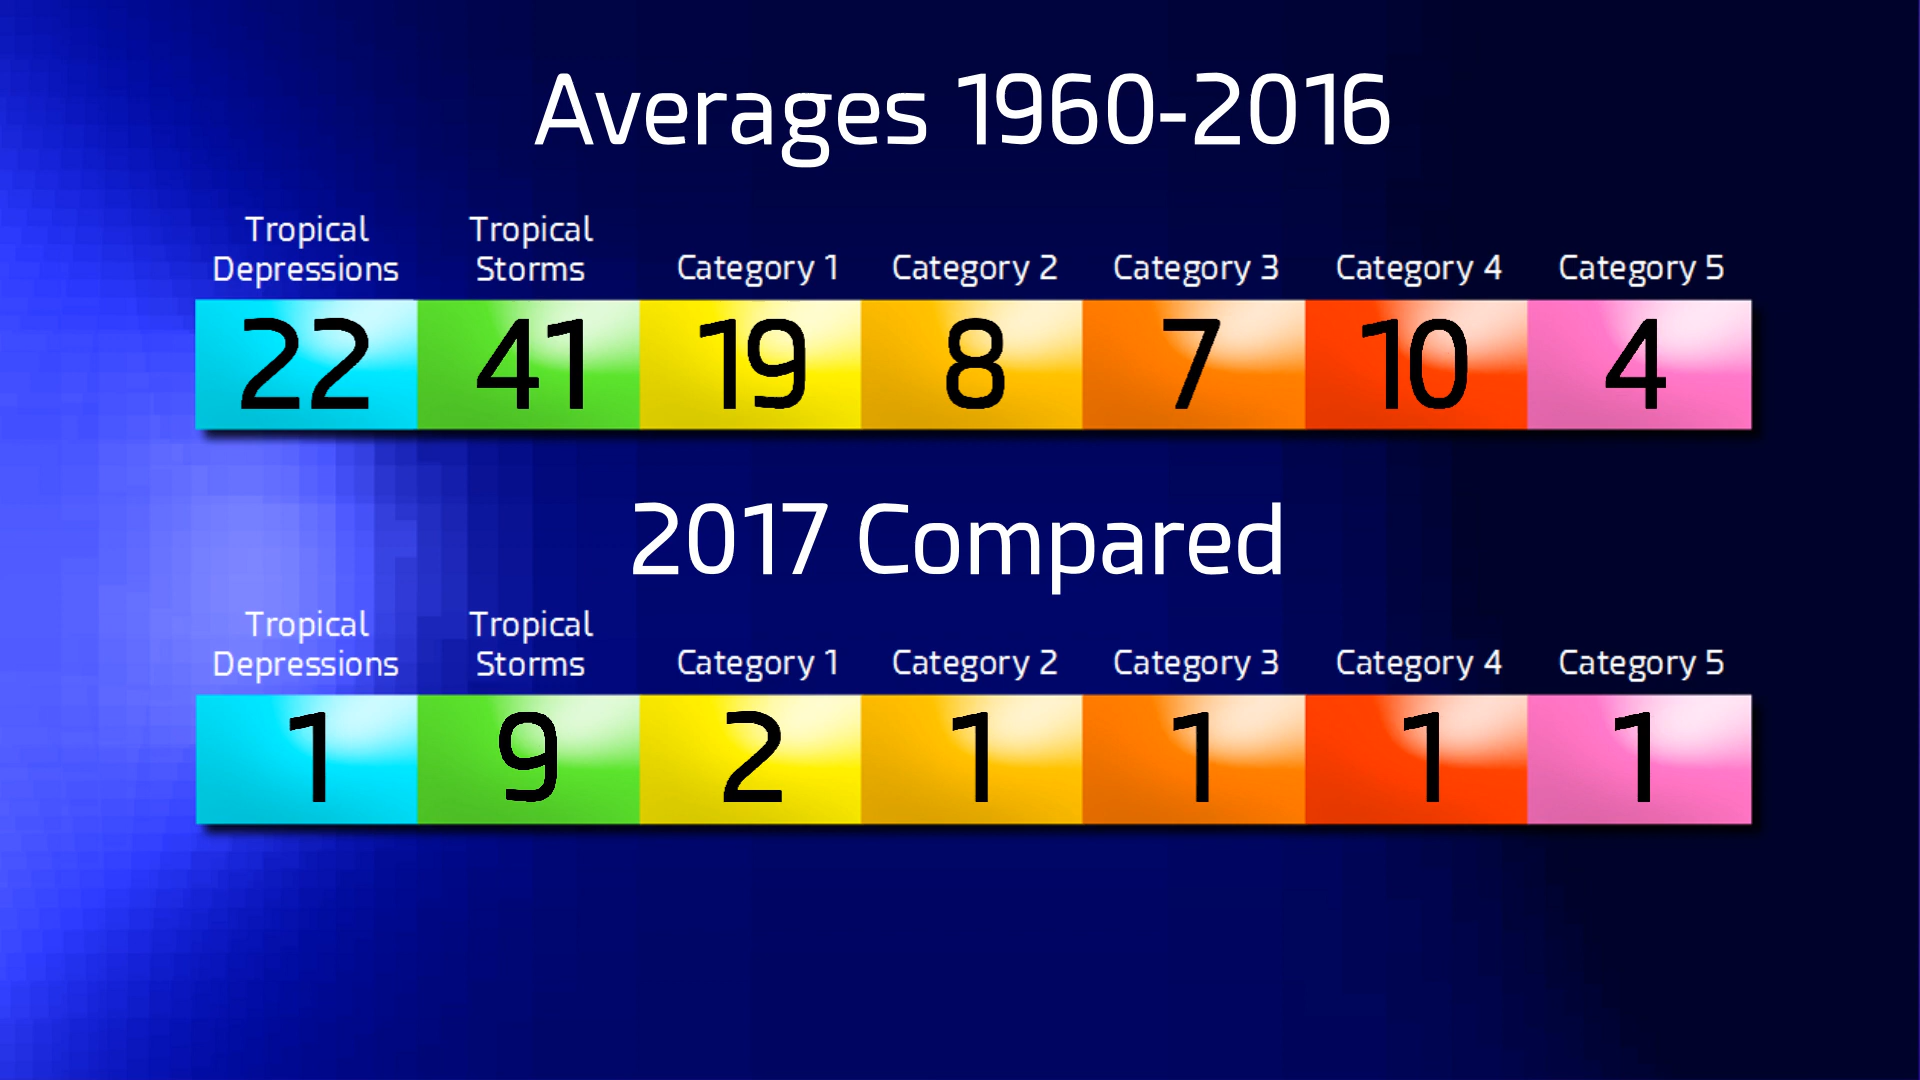 Averages 1960-2016
Tropical Depressions
Tropical Storms
Category 1
Category 2
Category 3
Category 4
Category 5
22 41 19 8 7 10 4
2017 Compared
Tropical Depressions
Tropical Storms
Category 1
Category 2
Category 3
Category 4
Category 5
1 9 2 1 1 1 1